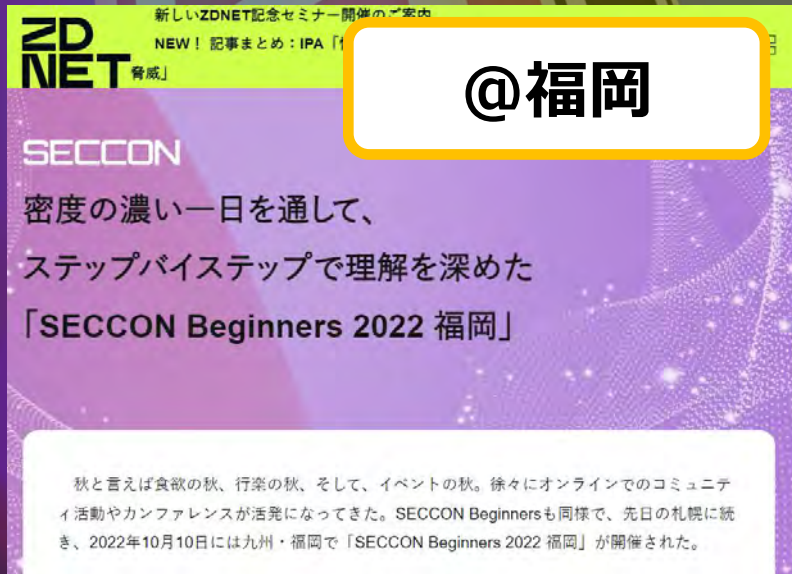 ZD
NET
新しいZDNET記念セミナー開催のご案内
NEW！ 記事まとめ：IPA「
脅威」
@福岡
SECCON
密度の濃い一日を通して、
ステップバイステップで理解を深めた
「SECCON Beginners 2022 福岡」
秋と言えば食欲の秋、行楽の秋、そして、イベントの秋。徐々にオンラインでのコミュニテ
ィ活動やカンファレンスが活発になってきた。SECCON Beginnersも同様で、先日の札幌に続
き、2022年10月10日には九州・福岡で「SECCON Beginners 2022 福岡」が開催された。